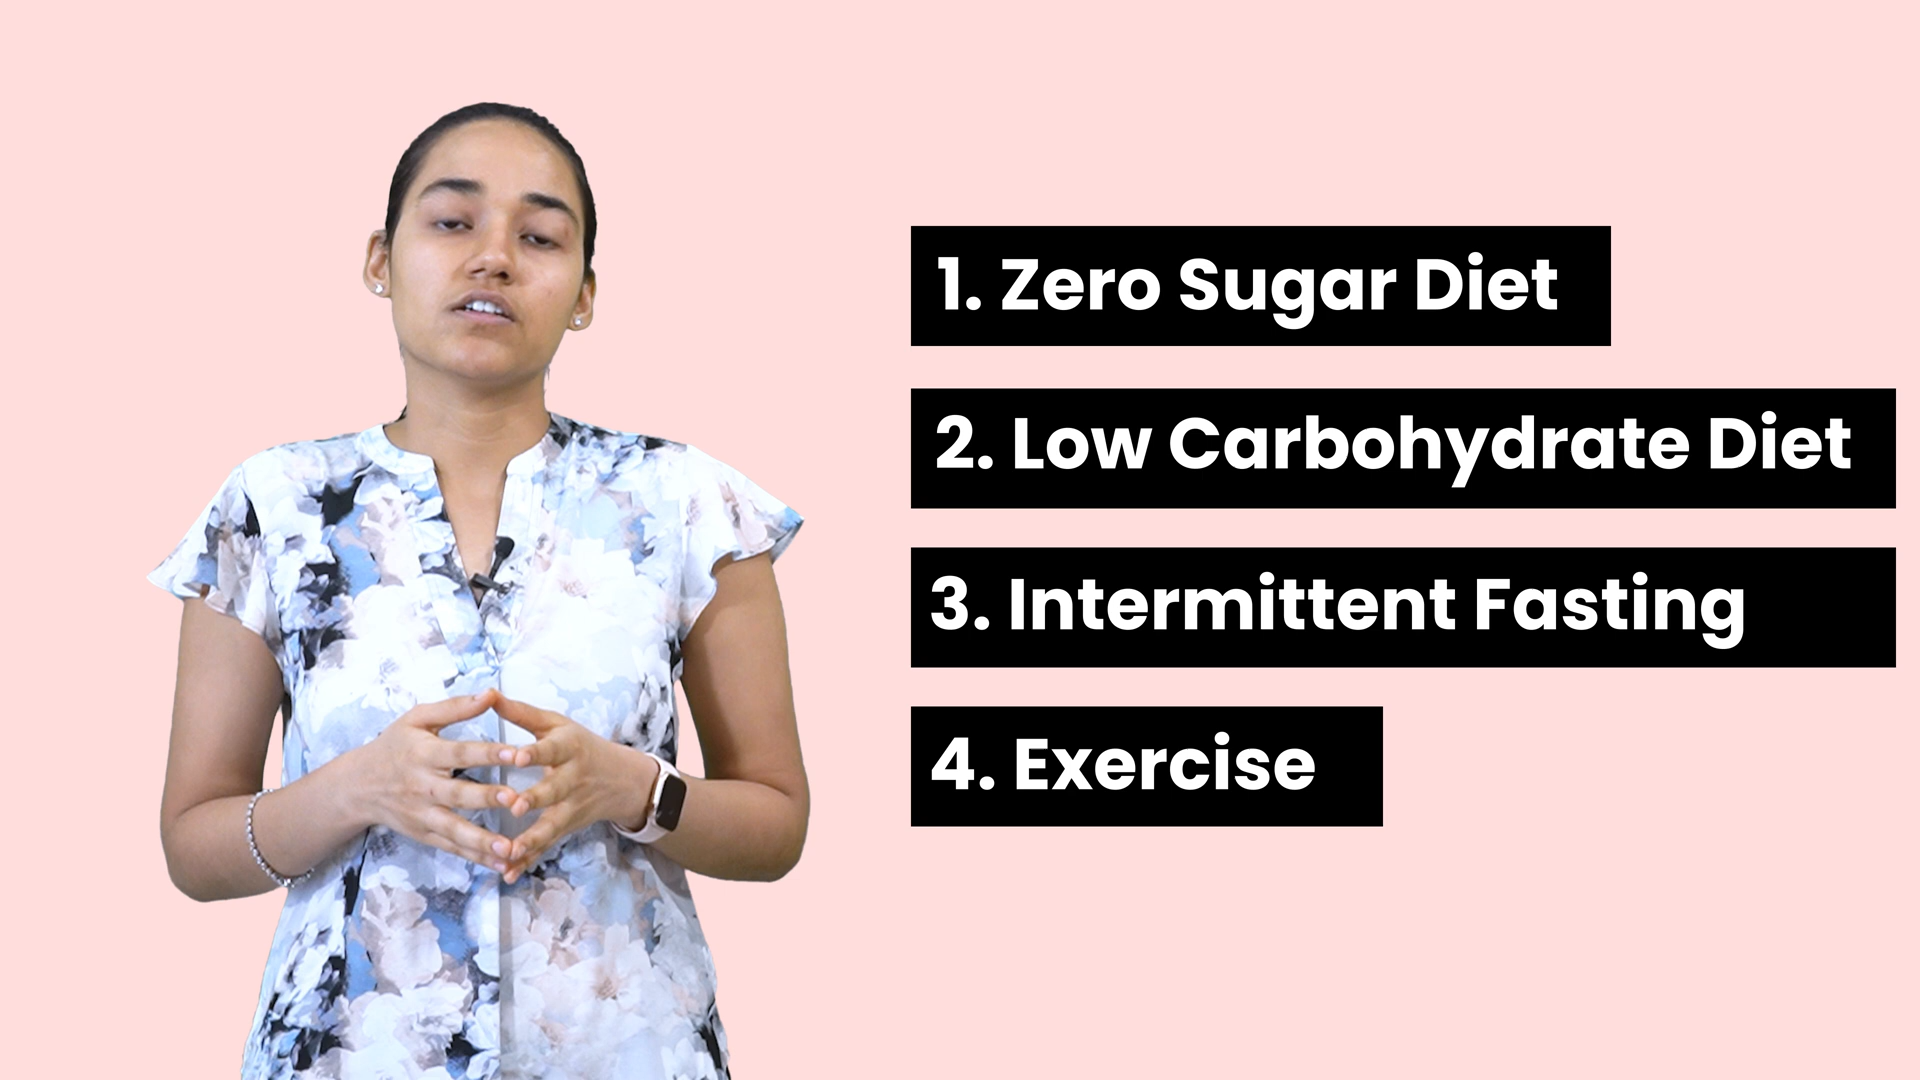 1. Zero Sugar Diet
2. Low Carbohydrate Diet
3. Intermittent Fasting
4. Exercise